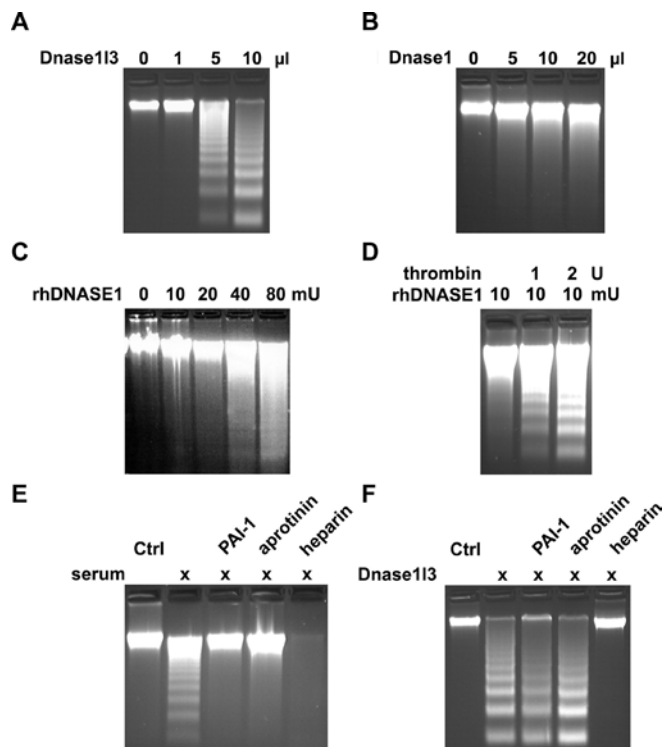 A
Dnase1l3 0 1 5 10 µl
B
Dnase1 0 5 10 20 µl
C
rhDNASE1 0 10 20 40 80 mU
D
thrombin 1 2 U
rhDNASE1 10 10 10 mU
E
Ctrl PAI-1 aprotinin heparin
serum x x x x
F
Ctrl PAI-1 aprotinin heparin
Dnase1l3 x x x x